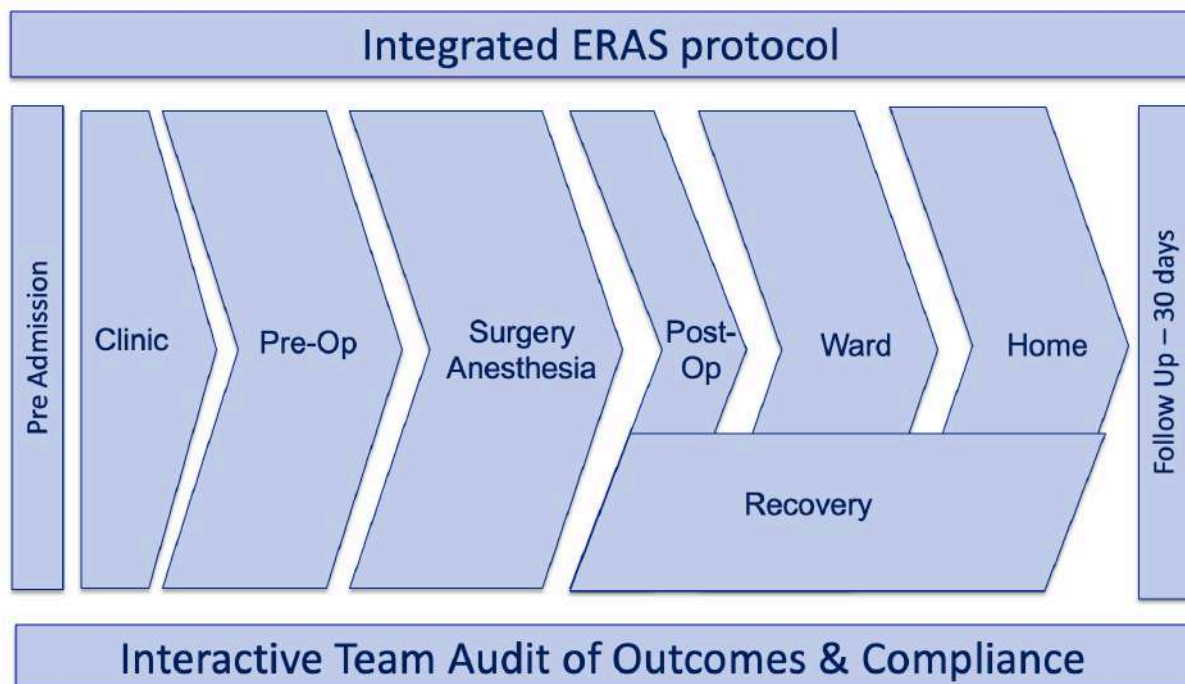 Integrated ERAS protocol
Pre Admission
Clinic
Pre-Op
Surgery
Anesthesia
Post-
Op
Ward
Home
Recovery
Follow Up – 30 days
Interactive Team Audit of Outcomes & Compliance